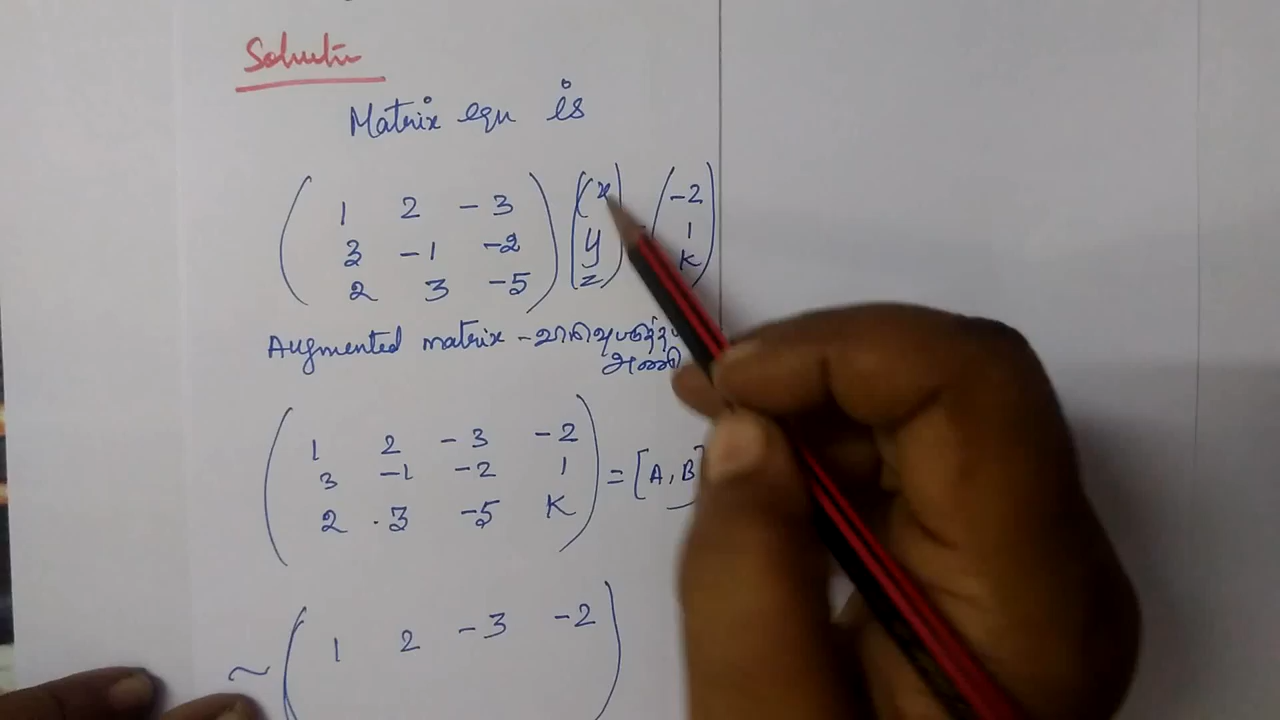 Solution
Matrix equ is
( 1 2 -3 ) ( x ) = ( -2 )
( 3 -1 -2 ) ( y ) ( 1 )
( 2 3 -5 ) ( z ) ( K )
Augmented matrix -
அணி
( 1 2 -3 -2 )
( 3 -1 -2 1 ) = [A, B]
( 2 3 -5 K )
~ ( 1 2 -3 -2 )